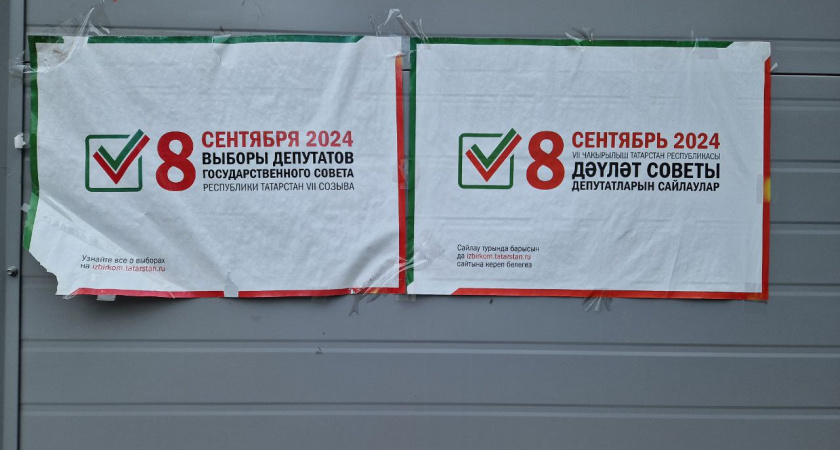 8
СЕНТЯБРЯ 2024
ВЫБОРЫ ДЕПУТАТОВ
ГОСУДАРСТВЕННОГО СОВЕТА
РЕСПУБЛИКИ ТАТАРСТАН VII СОЗЫВА
Узнайте все о выборах
на izbirkom.tatarstan.ru
8
СЕНТЯБРЬ 2024
VII ЧАКЫРЫЛЫШ ТАТАРСТАН РЕСПУБЛИКАСЫ
ДӘҮЛӘТ СОВЕТЫ
ДЕПУТАТЛАРЫН САЙЛАУЛАР
Сайлау турында барысын
да izbirkom.tatarstan.ru
сайтына кереп белегез